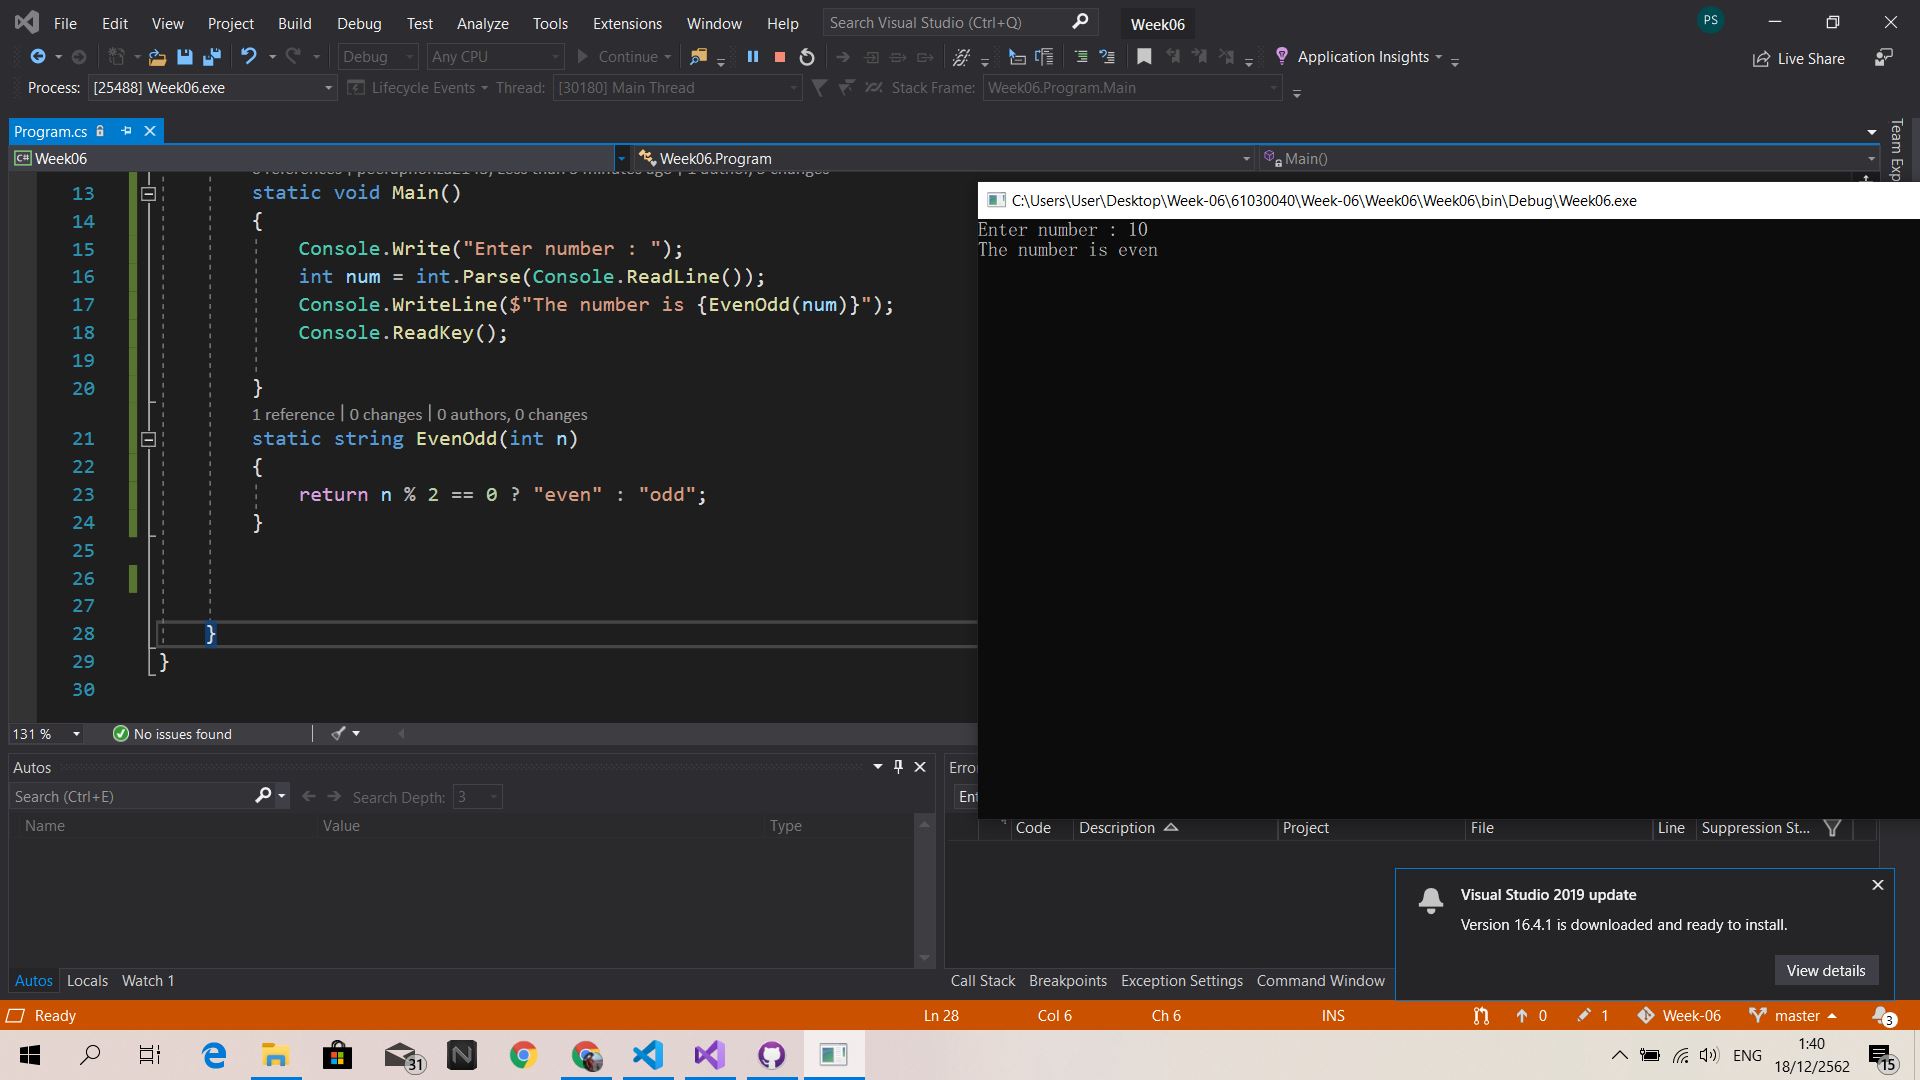 File Edit View Project Build Debug Test Analyze Tools Extensions Window Help Search Visual Studio (Ctrl+Q) Week06 PS
Debug Any CPU Continue Application Insights Live Share
Process: [25488] Week06.exe Lifecycle Events Thread: [30180] Main Thread Stack Frame: Week06.Program.Main
Program.cs
C# Week06 Week06.Program Main()
Team Exp
13 static void Main()
14 {
15 Console.Write("Enter number : ");
16 int num = int.Parse(Console.ReadLine());
17 Console.WriteLine($"The number is {EvenOdd(num)}");
18 Console.ReadKey();
19
20 }
1 reference | 0 changes | 0 authors, 0 changes
21 static string EvenOdd(int n)
22 {
23 return n % 2 == 0 ? "even" : "odd";
24 }
25
26
27
28 }
29 }
30
C:\Users\User\Desktop\Week-06\61030040\Week-06\Week06\Week06\bin\Debug\Week06.exe
Enter number : 10
The number is even
131 % No issues found
Autos
Search (Ctrl+E) Search Depth: 3
Name Value Type
Autos Locals Watch 1
Erro
Ent
Code Description Project File Line Suppression St...
Call Stack Breakpoints Exception Settings Command Window
Visual Studio 2019 update
Version 16.4.1 is downloaded and ready to install.
View details
Ready Ln 28 Col 6 Ch 6 INS 0 1 Week-06 master 3
31 N ENG 1:40
18/12/2562 15